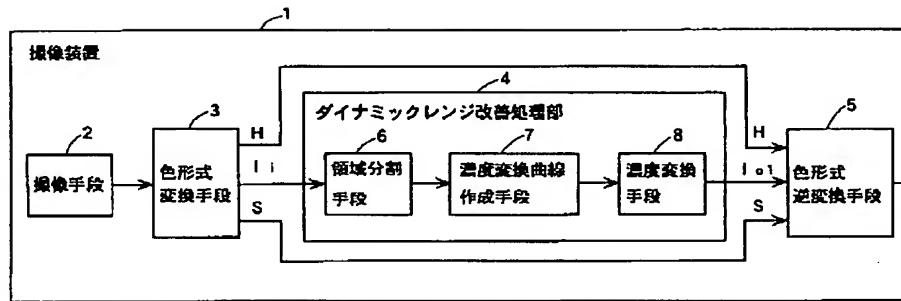 1
撮像装置
4
ダイナミックレンジ改善処理部
2
撮像手段
3
色形式
変換手段
H
I i
S
6
領域分割
手段
7
濃度変換曲線
作成手段
8
濃度変換
手段
H
I o1
S
5
色形式
逆変換手段